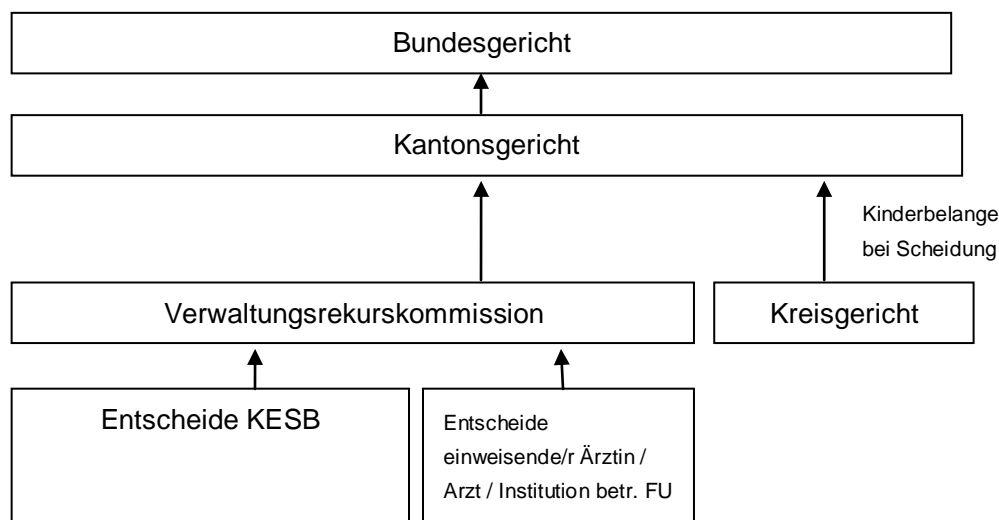 Bundesgericht
Kantonsgericht
Kinderbelange
bei Scheidung
Verwaltungsrekurskommission
Kreisgericht
Entscheide KESB
Entscheide
einweisende/r Ärztin /
Arzt / Institution betr. FU